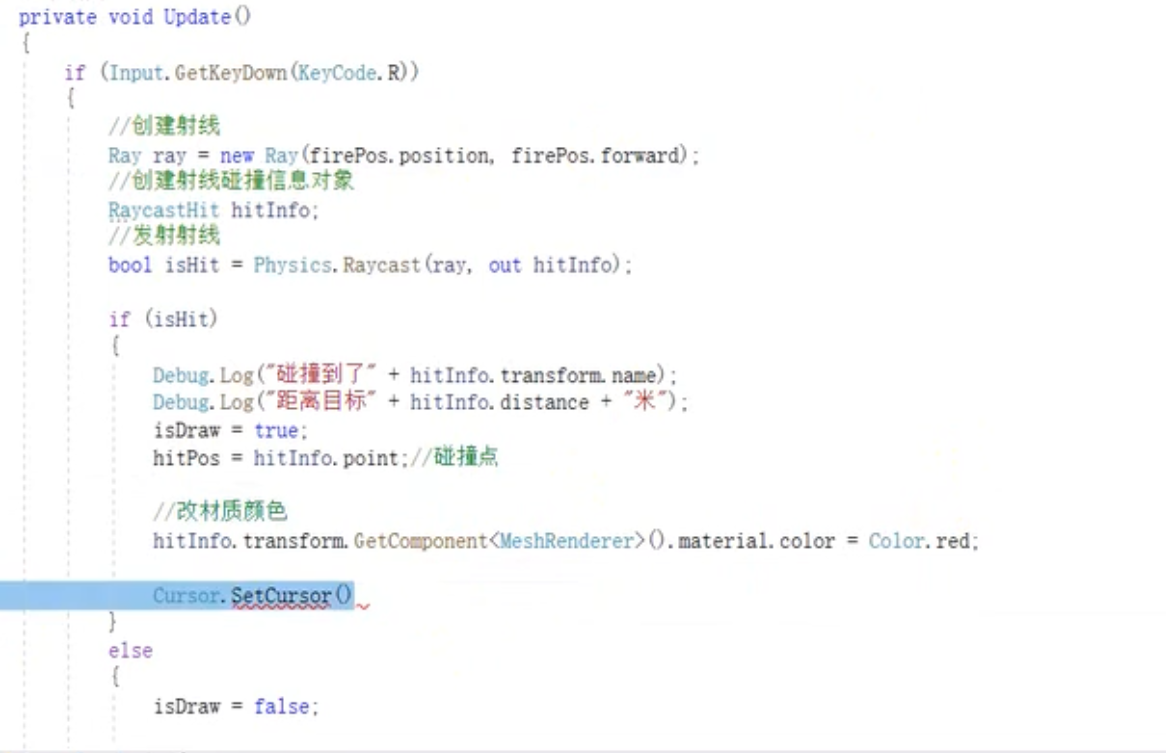 private void Update()
{
if (Input.GetKeyDown(KeyCode.R))
{
//创建射线
Ray ray = new Ray(firePos.position, firePos.forward);
//创建射线碰撞信息对象
RaycastHit hitInfo;
//发射射线
bool isHit = Physics.Raycast(ray, out hitInfo);
if (isHit)
{
Debug.Log("碰撞到了" + hitInfo.transform.name);
Debug.Log("距离目标" + hitInfo.distance + "米");
isDraw = true;
hitPos = hitInfo.point;//碰撞点
//改材质颜色
hitInfo.transform.GetComponent<MeshRenderer>().material.color = Color.red;
Cursor.SetCursor()
}
else
{
isDraw = false;